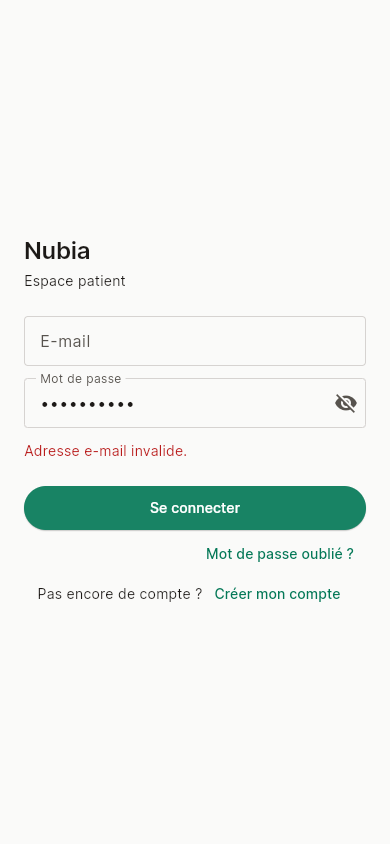 Nubia
Espace patient
E-mail
Mot de passe
••••••••••
Adresse e-mail invalide.
Se connecter
Mot de passe oublié ?
Pas encore de compte ? Créer mon compte